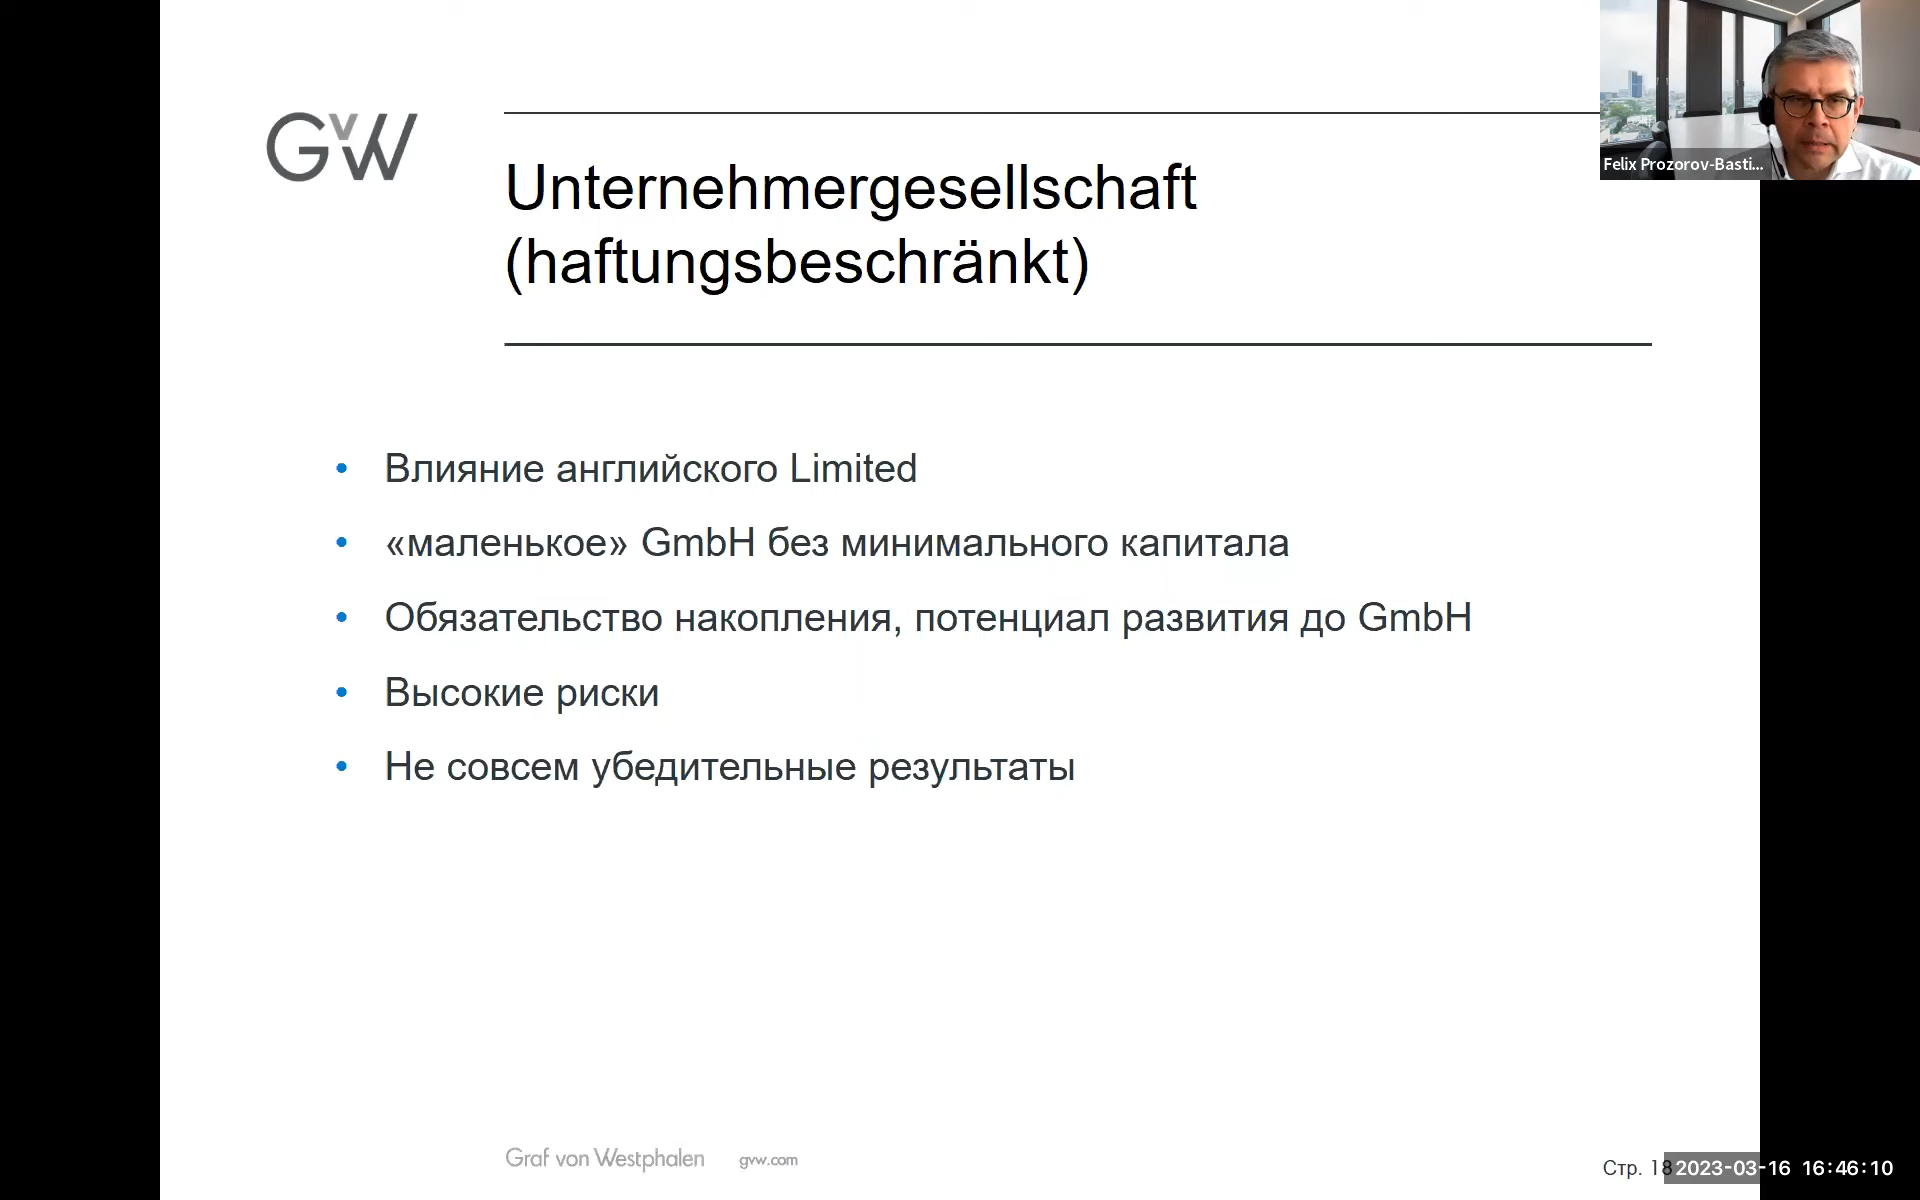 GvW
Felix Prozorov-Basti...
Unternehmergesellschaft
(haftungsbeschränkt)
• Влияние английского Limited
• «маленькое» GmbH без минимального капитала
• Обязательство накопления, потенциал развития до GmbH
• Высокие риски
• Не совсем убедительные результаты
Graf von Westphalen gvw.com
Стр. 18
2023-03-16 16:46:10